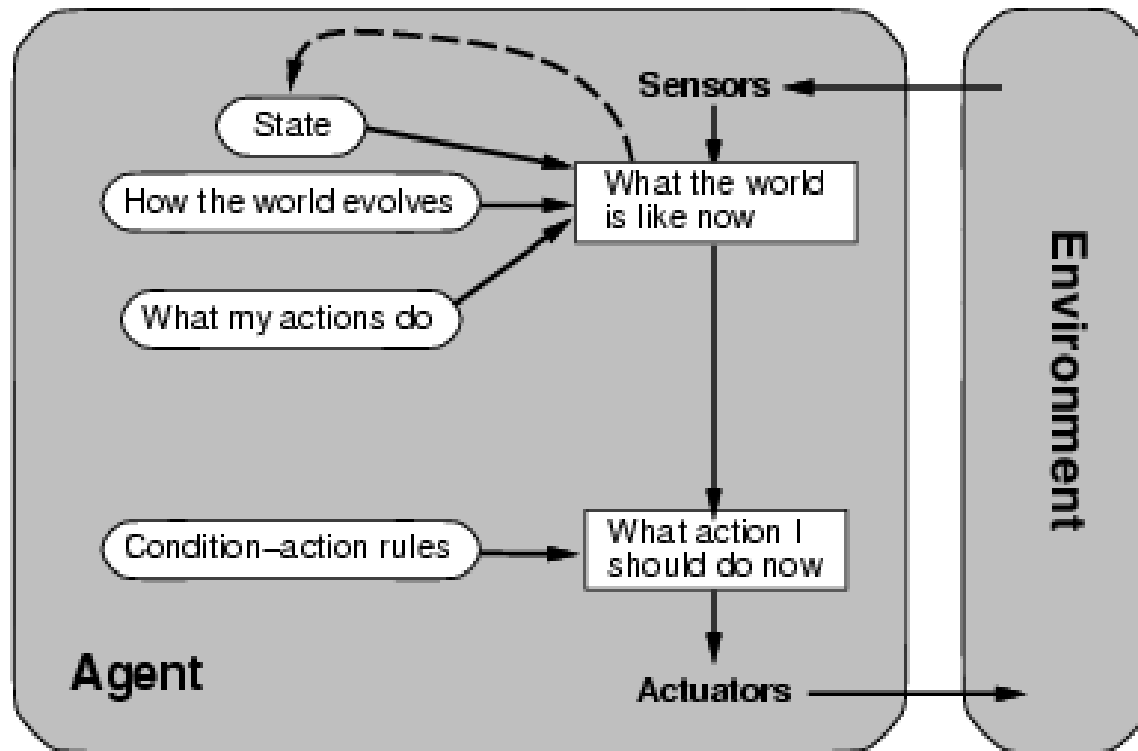 Sensors
State
What the world
is like now
How the world evolves
What my actions do
Environment
Condition–action rules
What action I
should do now
Agent
Actuators